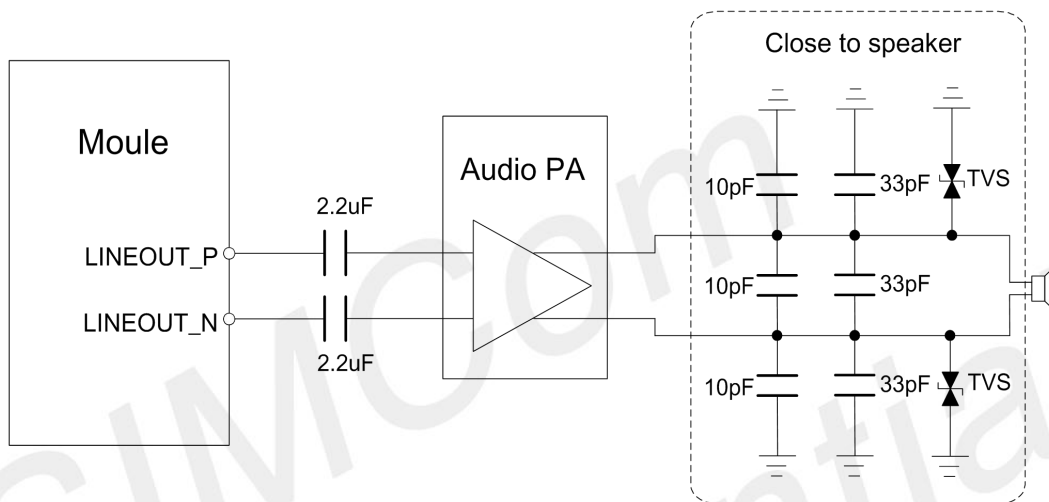 Close to speaker
Moule
Audio PA
10pF
33pF
TVS
2.2uF
LINEOUT_P
10pF
33pF
LINEOUT_N
2.2uF
10pF
33pF
TVS
SIMCom